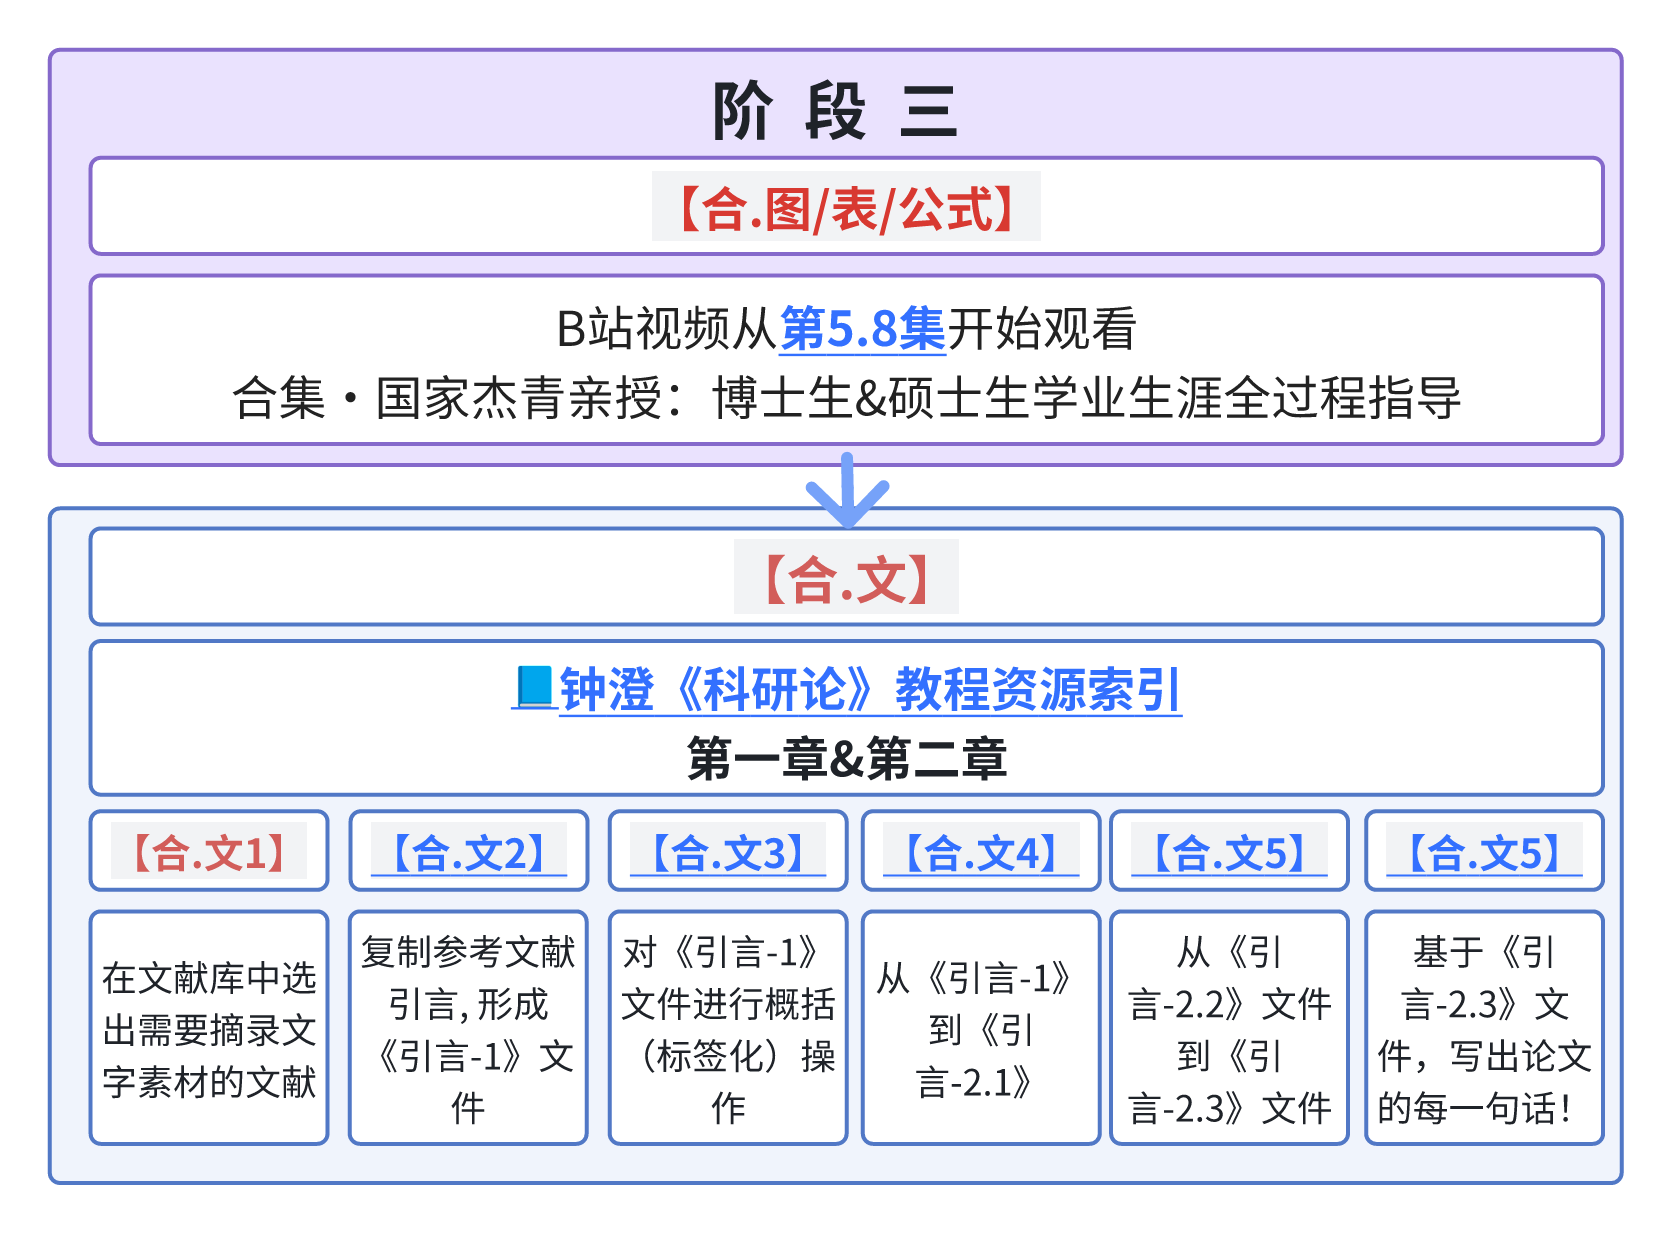 阶 段 三
【合.图/表/公式】
B站视频从第5.8集开始观看
合集·国家杰青亲授：博士生&硕士生学业生涯全过程指导
【合.文】
钟澄《科研论》教程资源索引
第一章&第二章
【合.文1】
【合.文2】
【合.文3】
【合.文4】
【合.文5】
【合.文5】
在文献库中选
出需要摘录文
字素材的文献
复制参考文献
引言, 形成
《引言-1》文
件
对《引言-1》
文件进行概括
（标签化）操
作
从《引言-1》
到《引
言-2.1》
从《引
言-2.2》文件
到《引
言-2.3》文件
基于《引
言-2.3》文
件，写出论文
的每一句话！